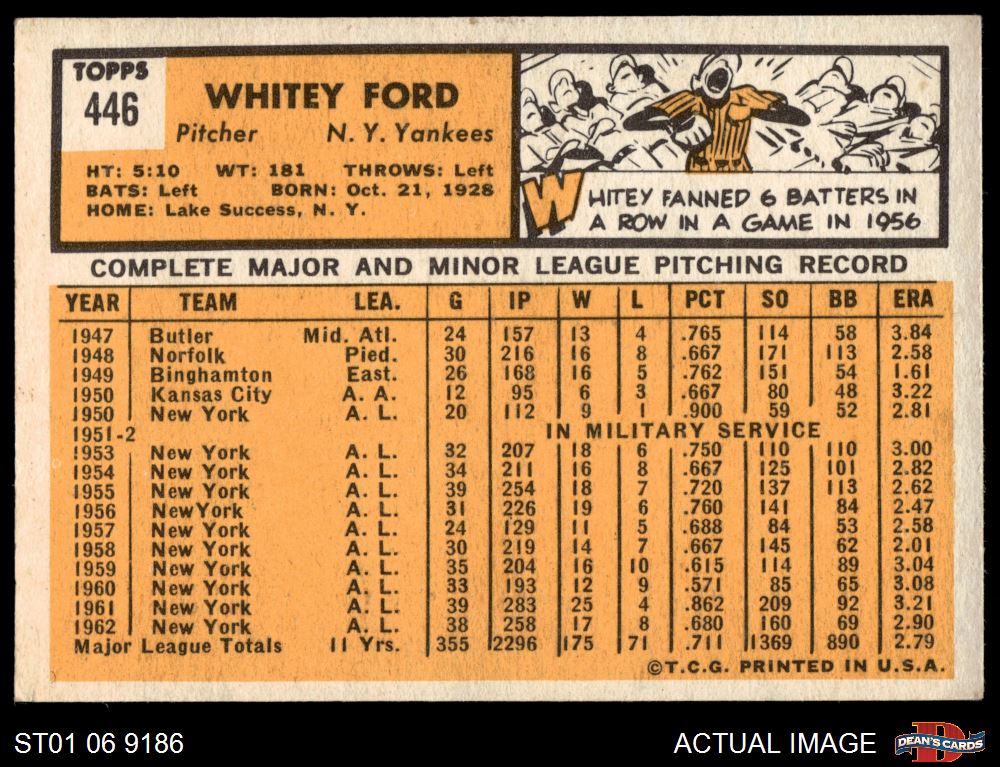 TOPPS
446
WHITEY FORD
Pitcher N. Y. Yankees
HT: 5:10 WT: 181 THROWS: Left
BATS: Left BORN: Oct. 21, 1928
HOME: Lake Success, N. Y.
WHITEY FANNED 6 BATTERS IN
A ROW IN A GAME IN 1956
COMPLETE MAJOR AND MINOR LEAGUE PITCHING RECORD
YEAR TEAM LEA. G IP W L PCT SO BB ERA
1947 Butler Mid. Atl. 24 157 13 4 .765 114 58 3.84
1948 Norfolk Pied. 30 216 16 8 .667 171 113 2.58
1949 Binghamton East. 26 168 16 5 .762 151 54 1.61
1950 Kansas City A. A. 12 95 6 3 .667 80 48 3.22
1950 New York A. L. 20 112 9 1 .900 59 52 2.81
1951-2 IN MILITARY SERVICE
1953 New York A. L. 32 207 18 6 .750 110 110 3.00
1954 New York A. L. 34 211 16 8 .667 125 101 2.82
1955 New York A. L. 39 254 18 7 .720 137 113 2.62
1956 NewYork A. L. 31 226 19 6 .760 141 84 2.47
1957 New York A. L. 24 129 11 5 .688 84 53 2.58
1958 New York A. L. 30 219 14 7 .667 145 62 2.01
1959 New York A. L. 35 204 16 10 .615 114 89 3.04
1960 New York A. L. 33 193 12 9 .571 85 65 3.08
1961 New York A. L. 39 283 25 4 .862 209 92 3.21
1962 New York A. L. 38 258 17 8 .680 160 69 2.90
Major League Totals 11 Yrs. 355 2296 175 71 .711 1369 890 2.79
©T.C.G. PRINTED IN U.S.A.
ST01 06 9186 ACTUAL IMAGE D DEAN'S CARDS